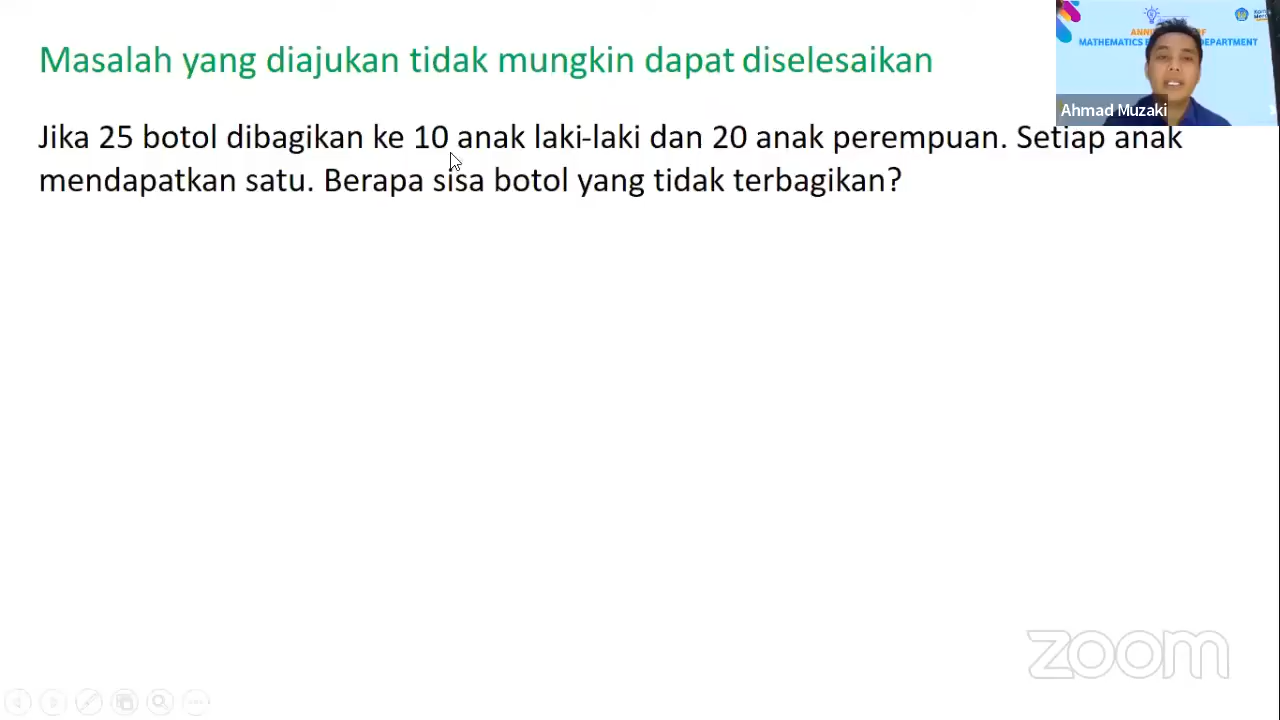 Masalah yang diajukan tidak mungkin dapat diselesaikan
Jika 25 botol dibagikan ke 10 anak laki-laki dan 20 anak perempuan. Setiap anak
mendapatkan satu. Berapa sisa botol yang tidak terbagikan?
MATHEMATICS
DEPARTMENT
Ahmad Muzaki
zoom